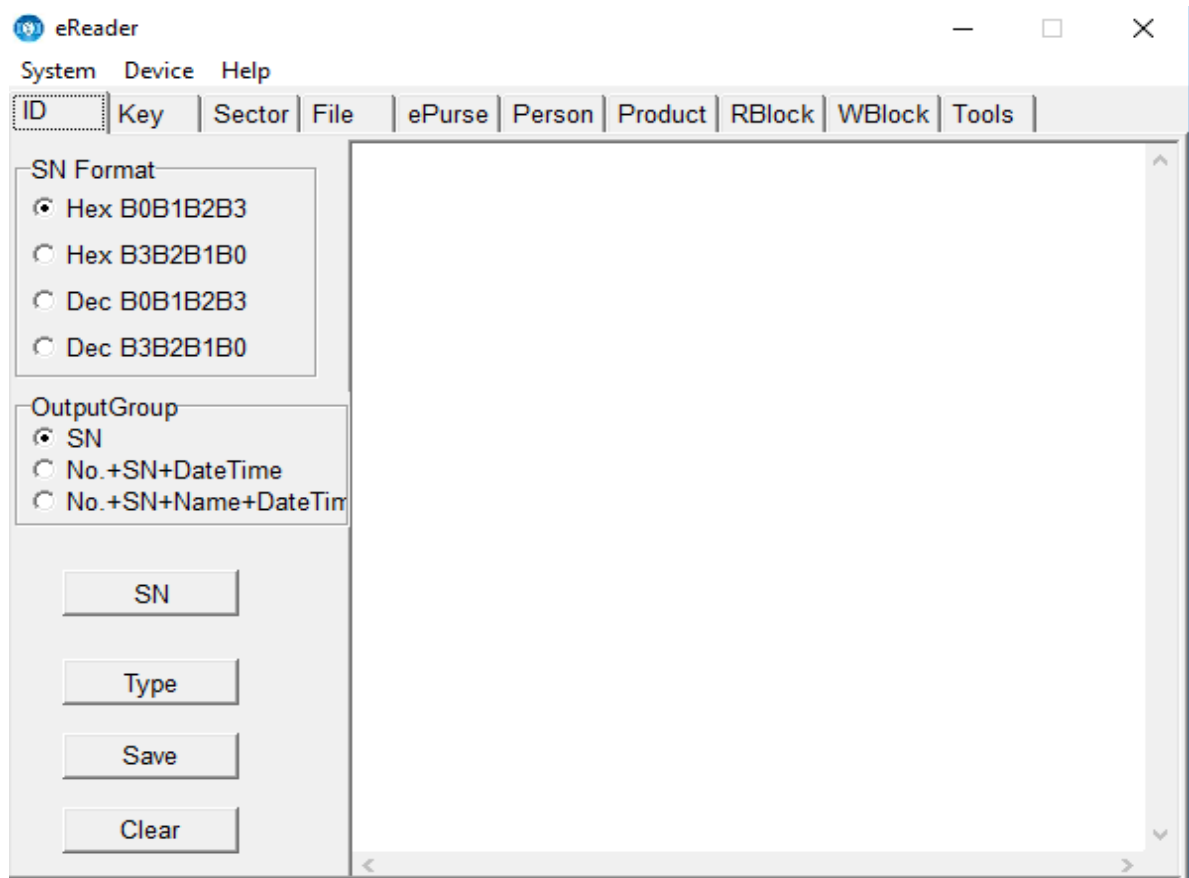 eReader
System Device Help
ID Key Sector File ePurse Person Product RBlock WBlock Tools
SN Format
Hex B0B1B2B3
Hex B3B2B1B0
Dec B0B1B2B3
Dec B3B2B1B0
OutputGroup
SN
No.+SN+DateTime
No.+SN+Name+DateTim
SN
Type
Save
Clear